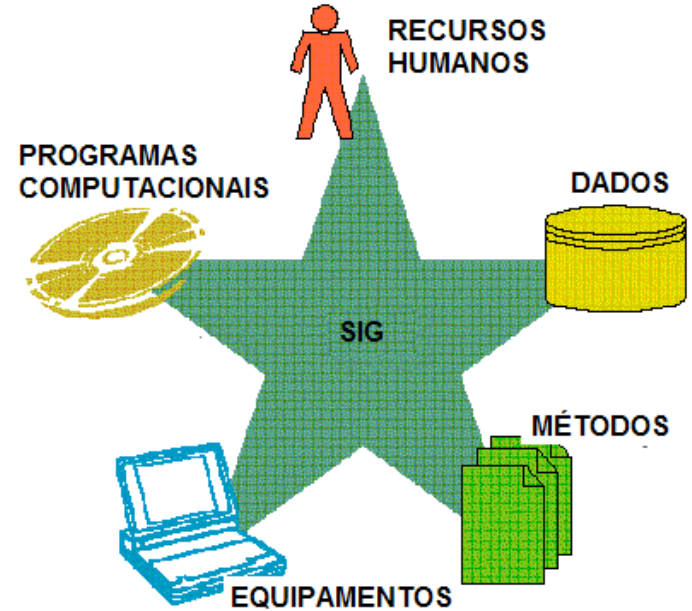 RECURSOS
HUMANOS
PROGRAMAS
COMPUTACIONAIS
DADOS
SIG
MÉTODOS
EQUIPAMENTOS